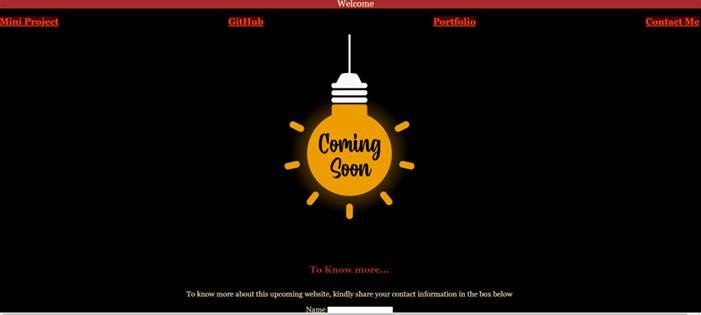 Welcome
Mini Project GitHub Portfolio Contact Me
Coming
Soon
To Know more...
To know more about this upcoming website, kindly share your contact information in the box below
Name